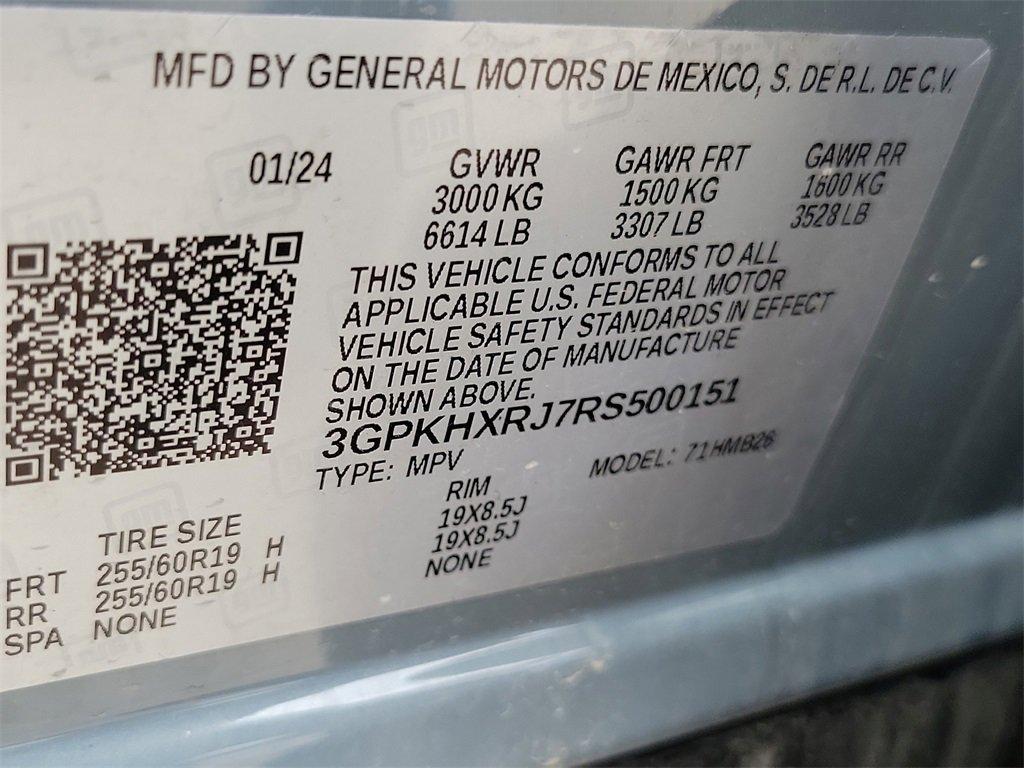 MFD BY GENERAL MOTORS DE MEXICO, S. DE R.L. DE C.V.
01/24 GVWR GAWR FRT GAWR RR
3000 KG 1500 KG 1600 KG
6614 LB 3307 LB 3528 LB
THIS VEHICLE CONFORMS TO ALL
APPLICABLE U.S. FEDERAL MOTOR
VEHICLE SAFETY STANDARDS IN EFFECT
ON THE DATE OF MANUFACTURE
SHOWN ABOVE.
3GPKHXRJ7RS500151
TYPE: MPV MODEL: 71HMB26
TIRE SIZE RIM
FRT 255/60R19 H 19X8.5J
RR 255/60R19 H 19X8.5J
SPA NONE NONE